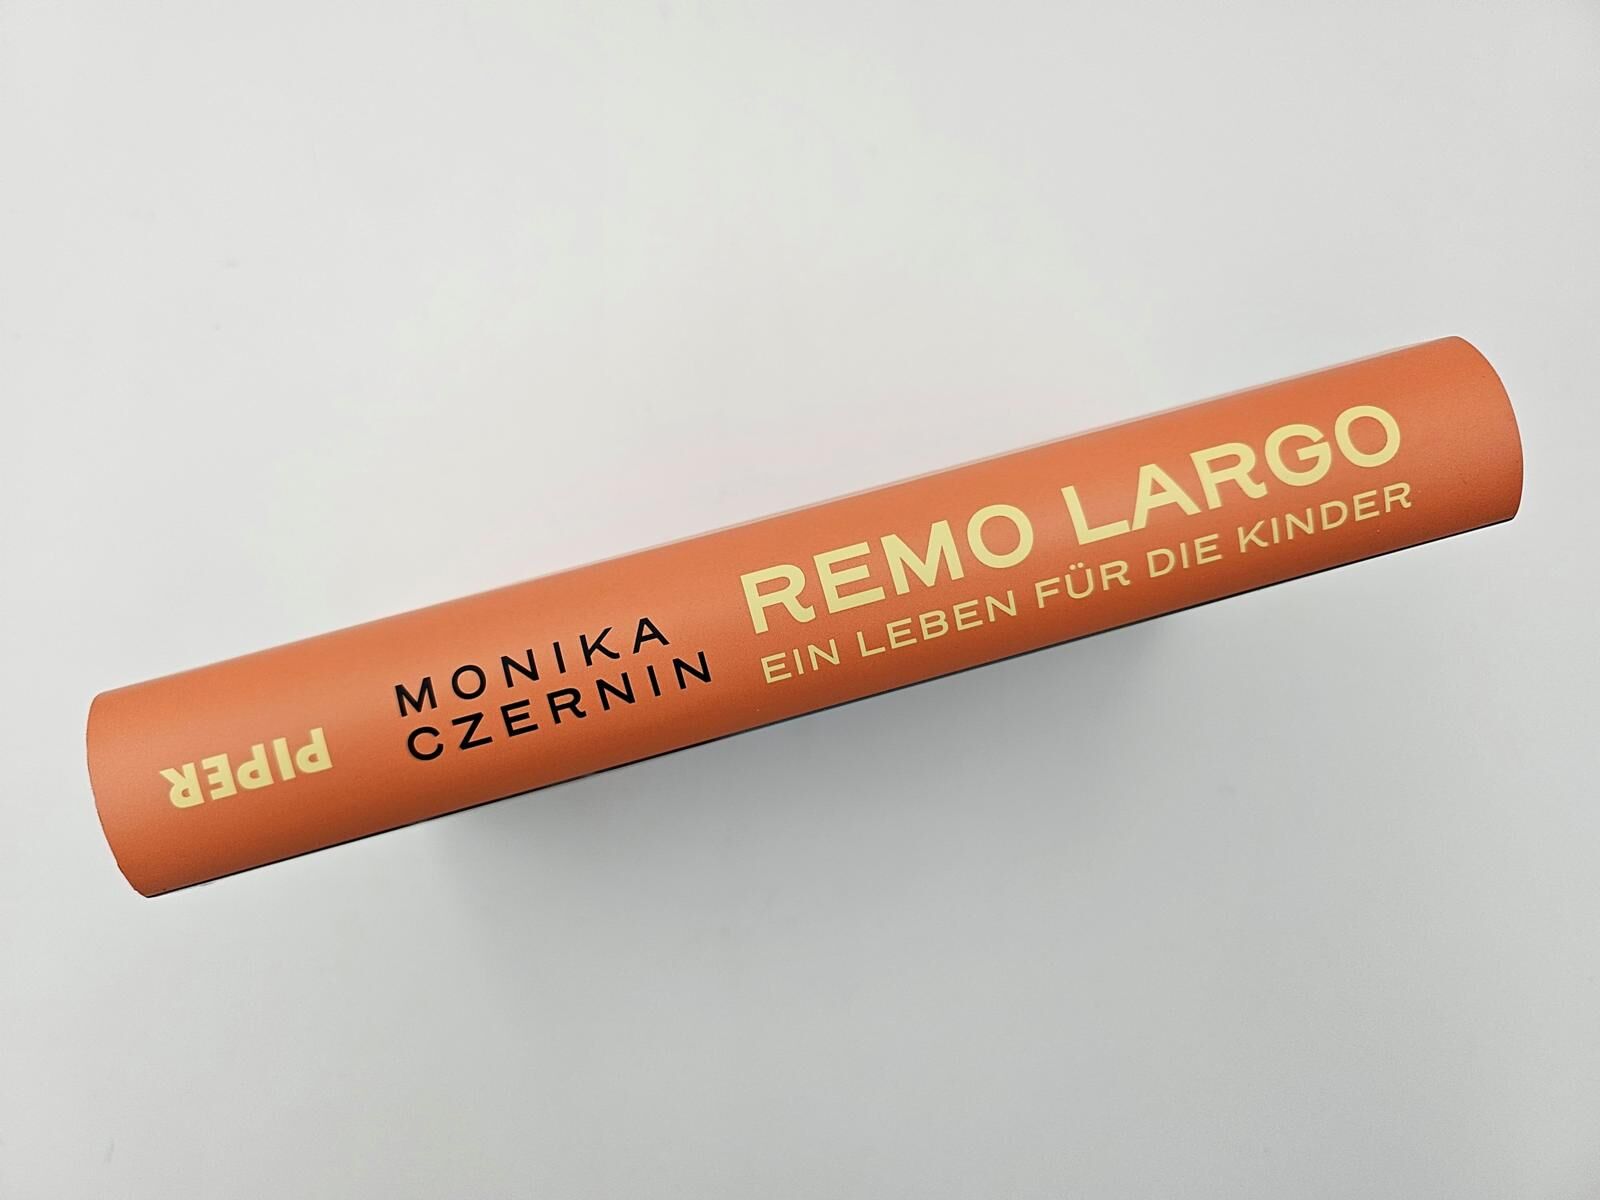 MONIKA
CZERNIN
REMO LARGO
EIN LEBEN FÜR DIE KINDER
PIPER